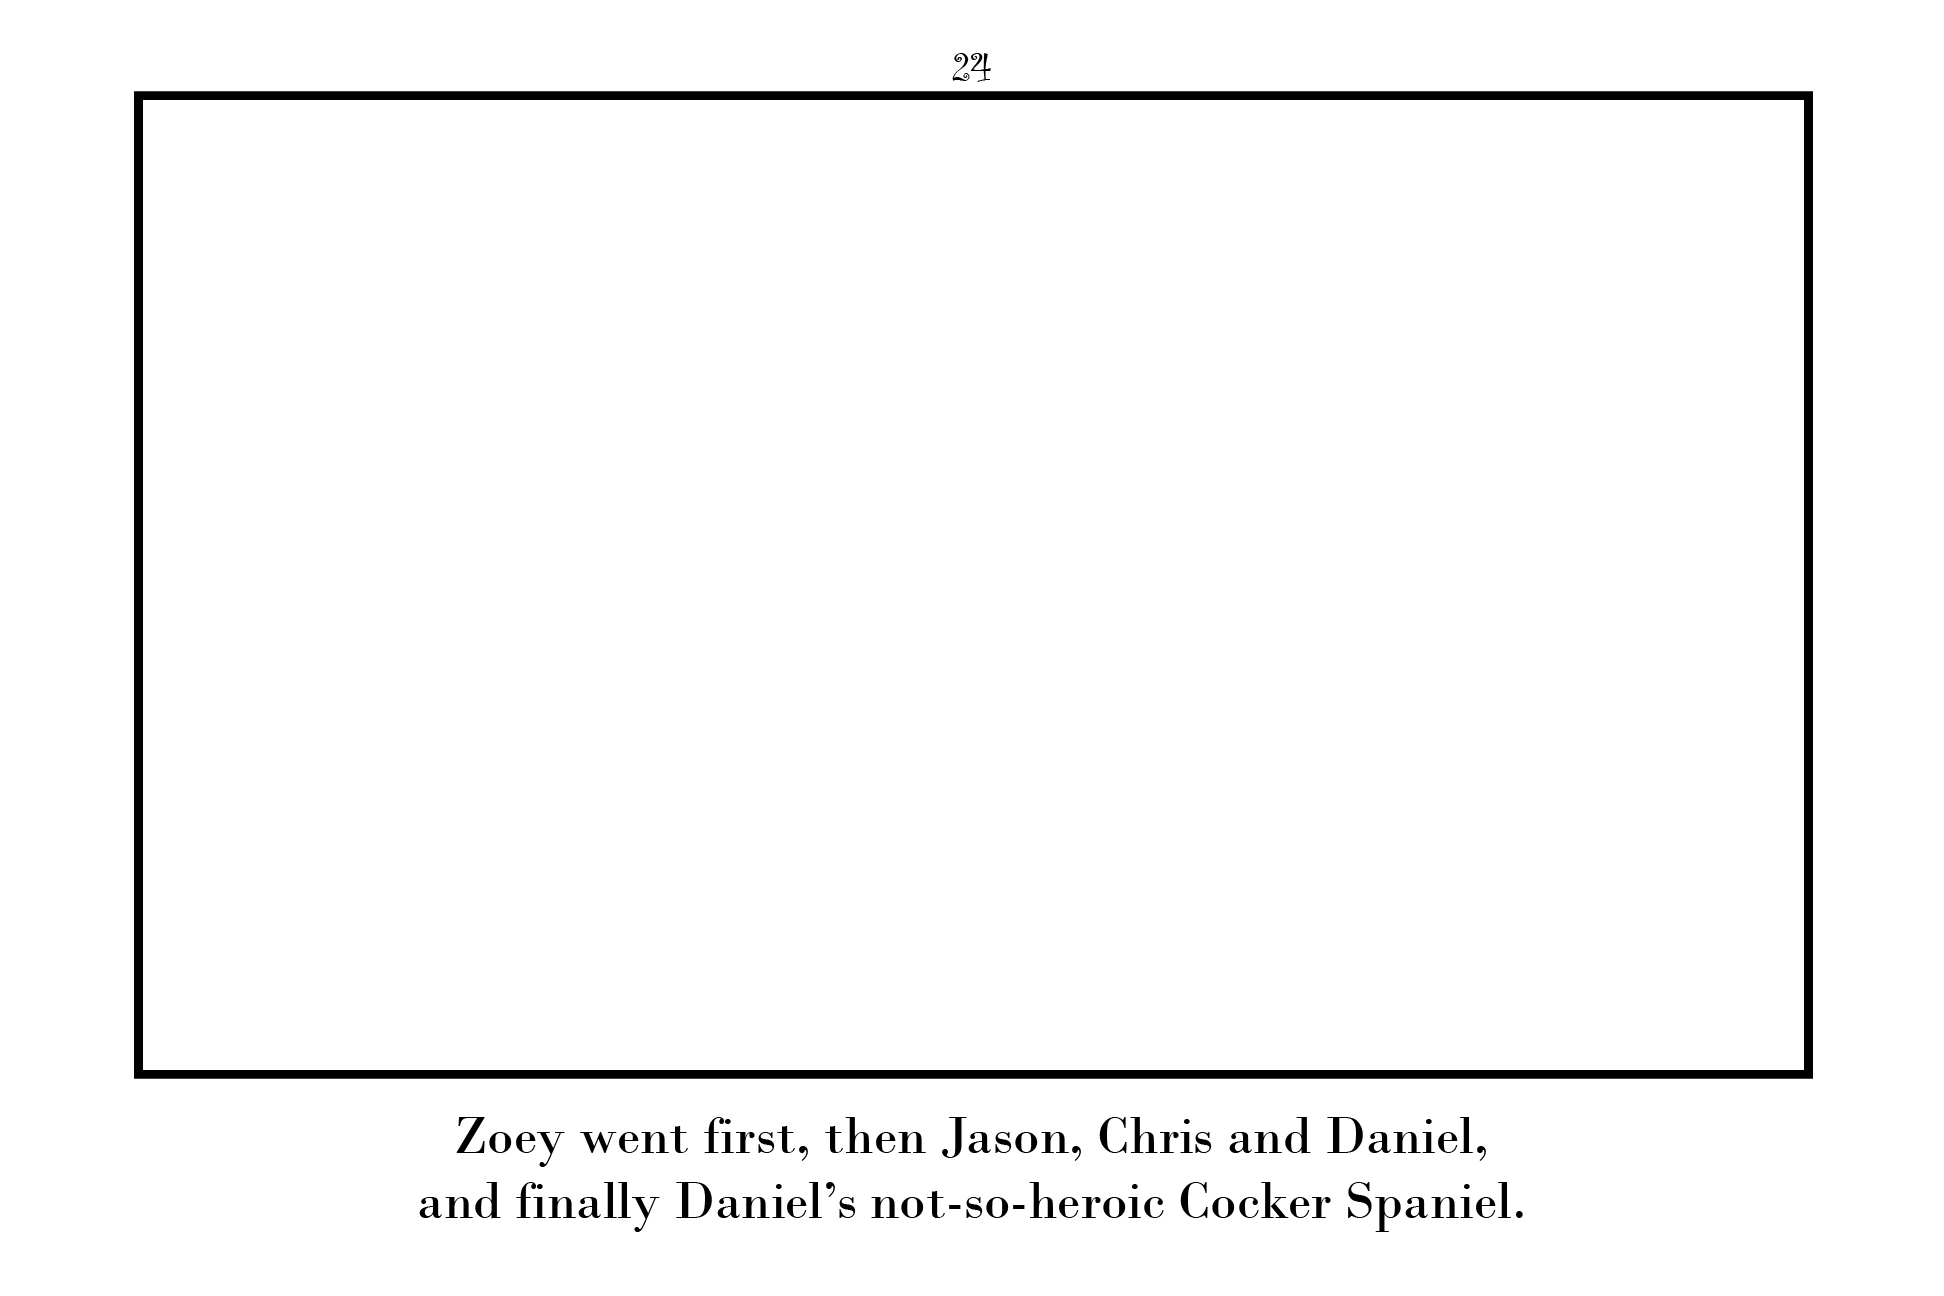 24
Zoey went first, then Jason, Chris and Daniel,
and finally Daniel’s not-so-heroic Cocker Spaniel.